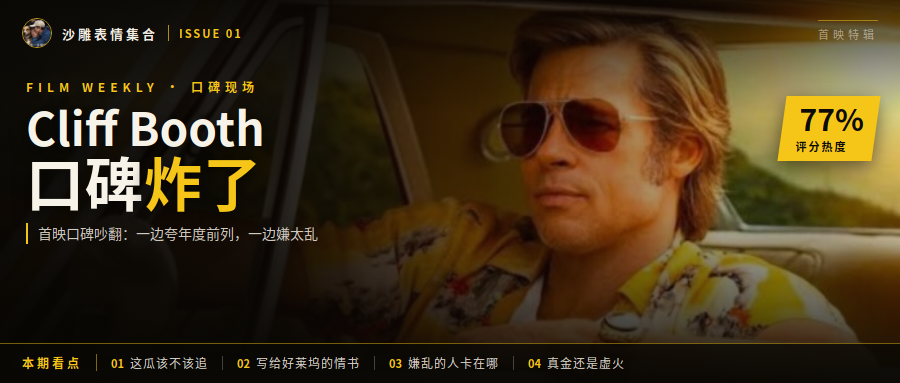 沙雕表情集合 ISSUE 01
首映特辑
FILM WEEKLY · 口碑现场
Cliff Booth
口碑炸了
首映口碑吵翻：一边夸年度前列，一边嫌太乱
77%
评分热度
本期看点 01 这瓜该不该追 02 写给好莱坞的情书 03 嫌乱的人卡在哪 04 真金还是虚火